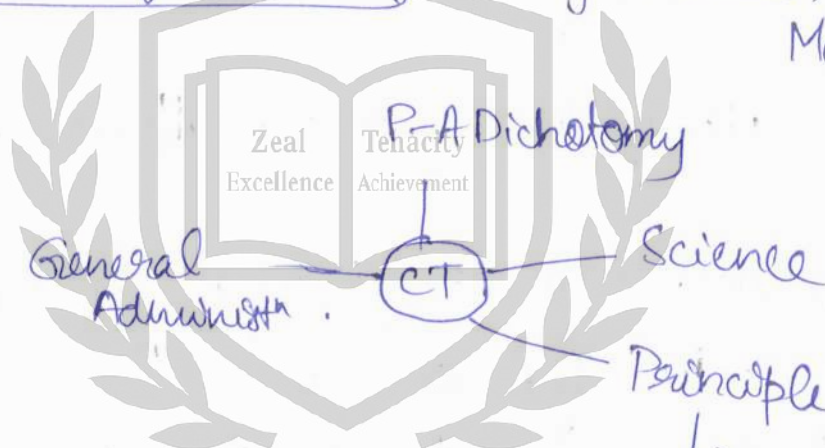 M
P-A Dichotomy
Zeal Tenacity
Excellence Achievement
General
Administn.
CT
Science
Principle